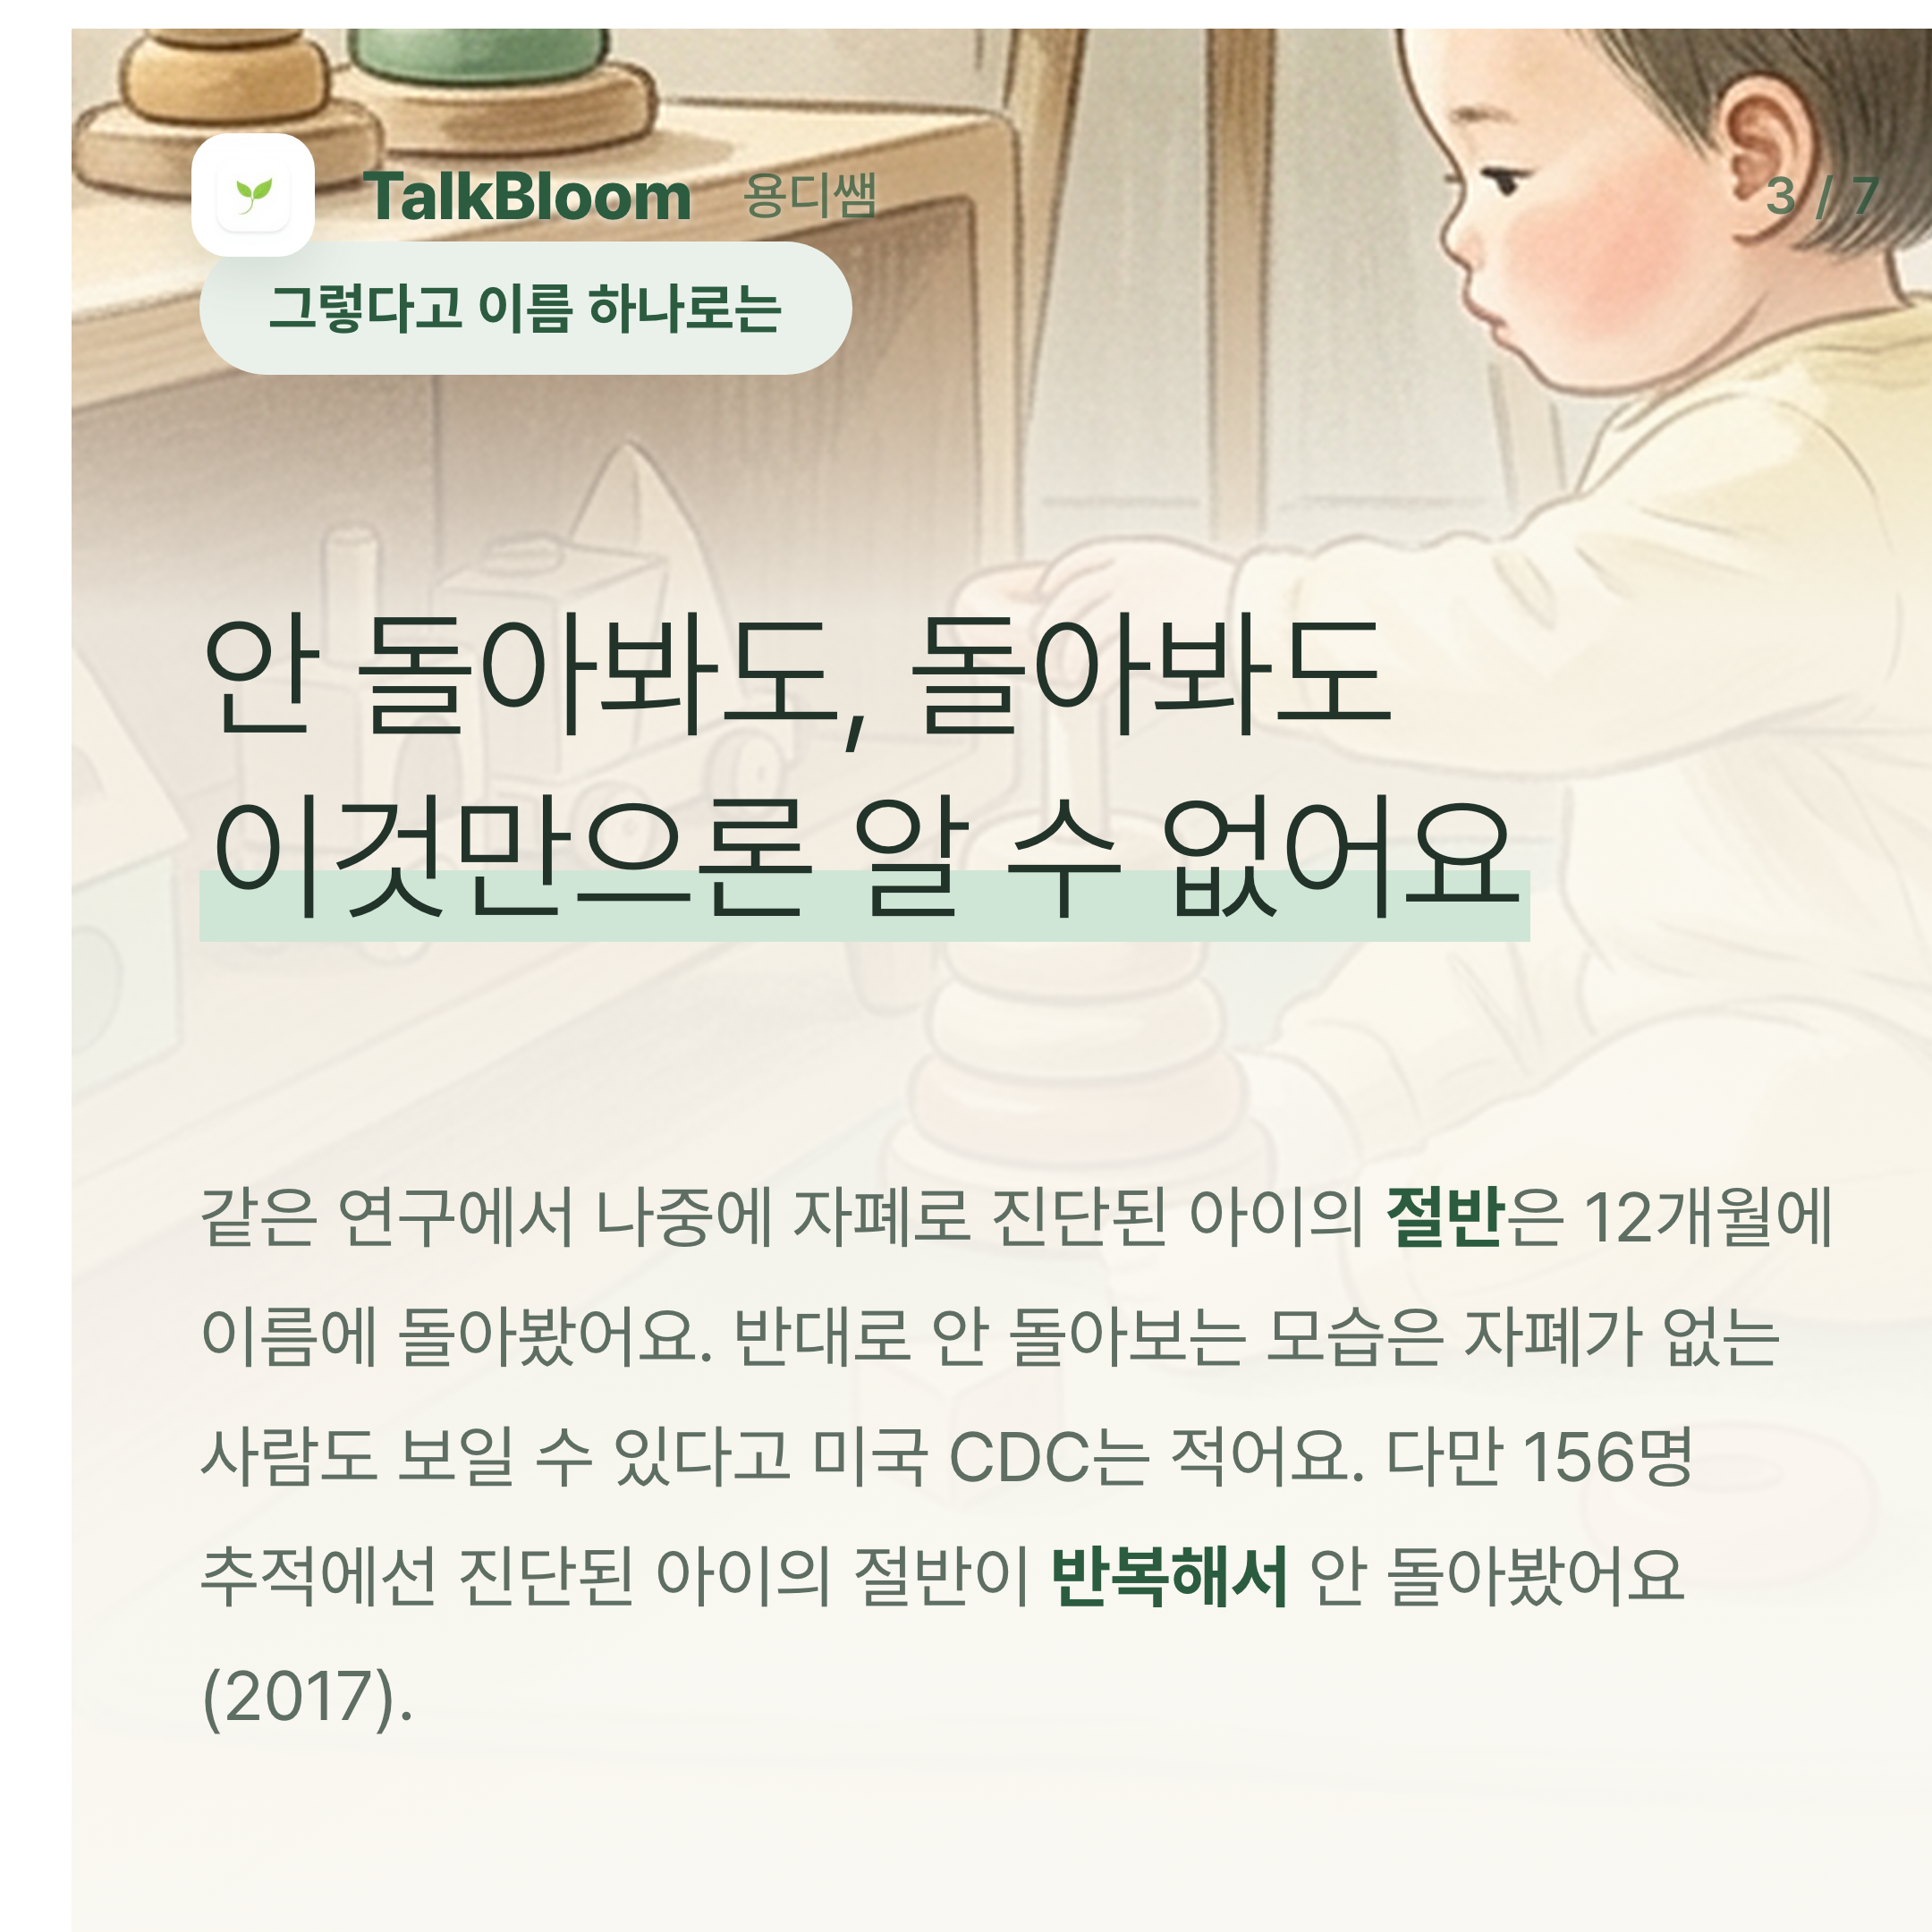 TalkBloom 용디쌤 3 / 7
그렇다고 이름 하나로는
안 돌아봐도, 돌아봐도
이것만으론 알 수 없어요
같은 연구에서 나중에 자폐로 진단된 아이의 절반은 12개월에
이름에 돌아봤어요. 반대로 안 돌아보는 모습은 자폐가 없는
사람도 보일 수 있다고 미국 CDC는 적어요. 다만 156명
추적에선 진단된 아이의 절반이 반복해서 안 돌아봤어요
(2017).